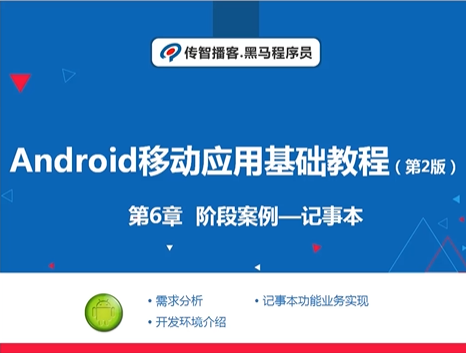 传智播客.黑马程序员
Android移动应用基础教程（第2版）
第6章 阶段案例—记事本
• 需求分析 • 记事本功能业务实现
• 开发环境介绍